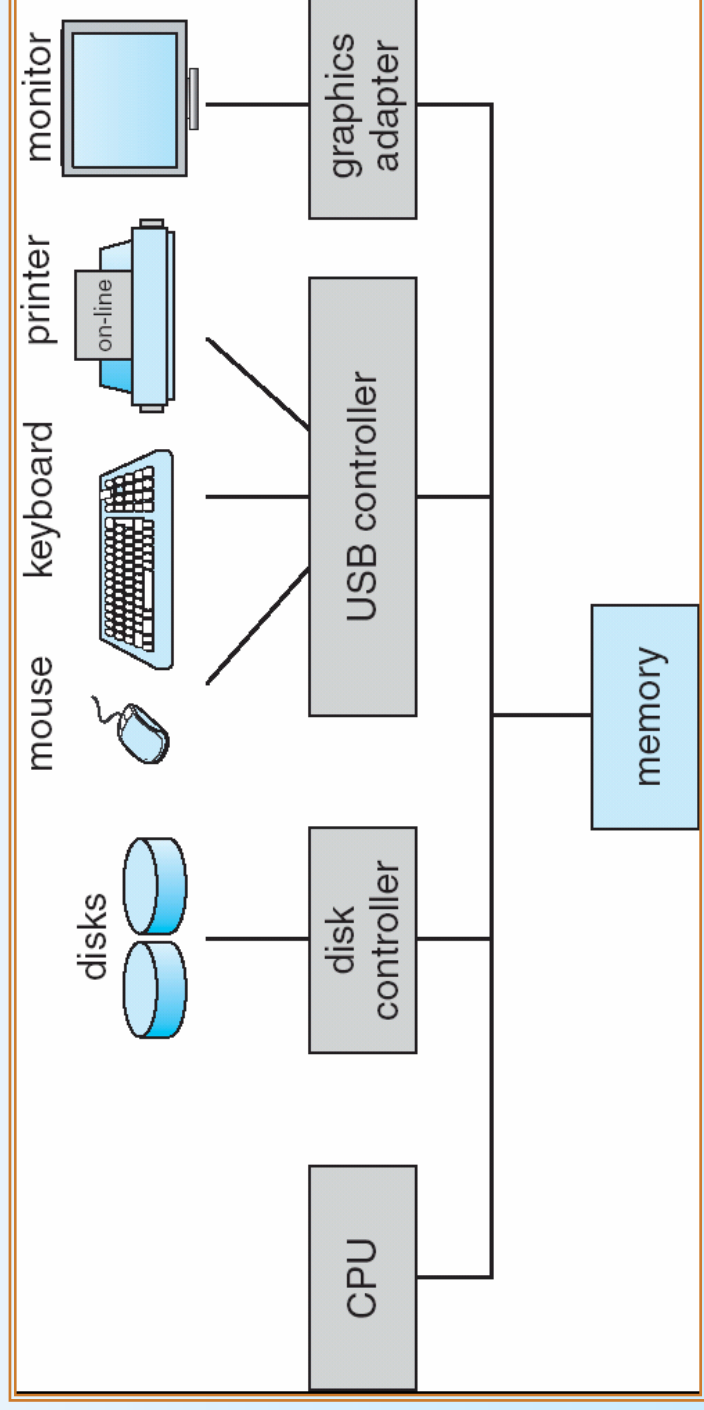 disks
mouse
keyboard
printer
monitor
on-line
CPU
disk
controller
USB controller
graphics
adapter
memory